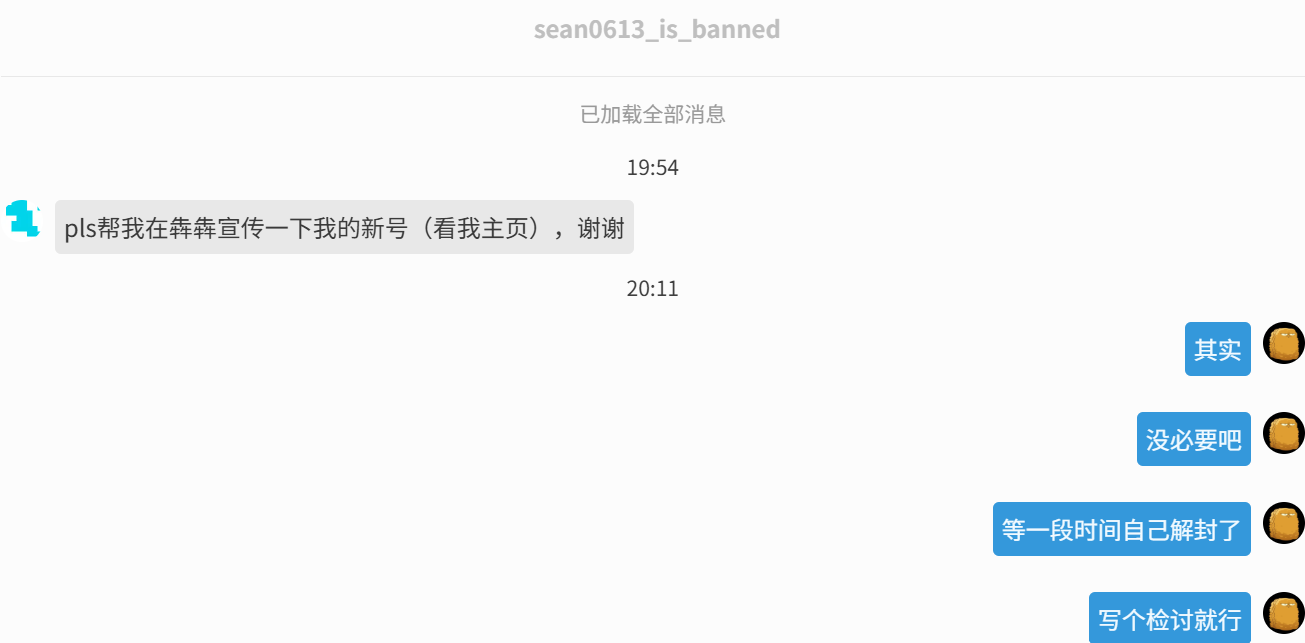 sean0613_is_banned
已加载全部消息
19:54
pls帮我在犇犇宣传一下我的新号（看我主页），谢谢
20:11
其实
没必要吧
等一段时间自己解封了
写个检讨就行